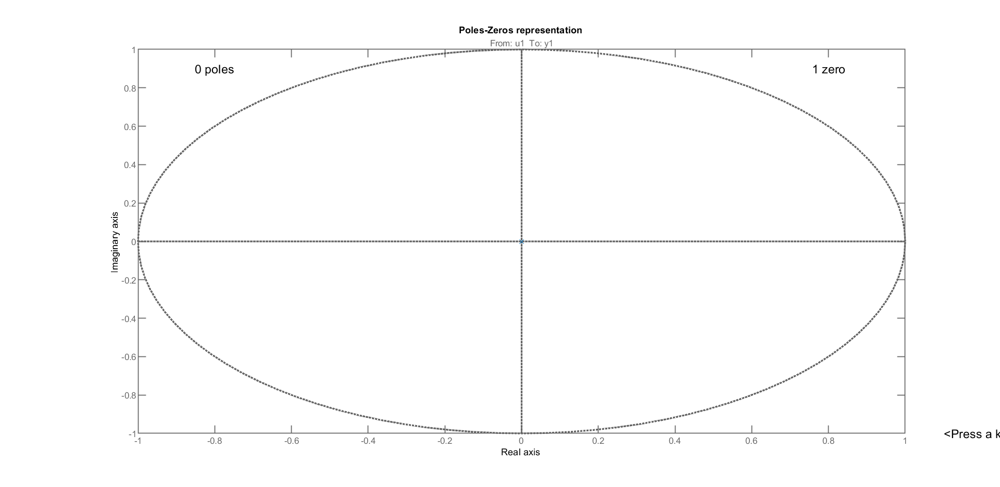 Poles-Zeros representation
From: u1 To: y1
0 poles
1 zero
1
0.8
0.6
0.4
0.2
0
-0.2
-0.4
-0.6
-0.8
-1
Imaginary axis
-1 -0.8 -0.6 -0.4 -0.2 0 0.2 0.4 0.6 0.8 1
Real axis
<Press a k